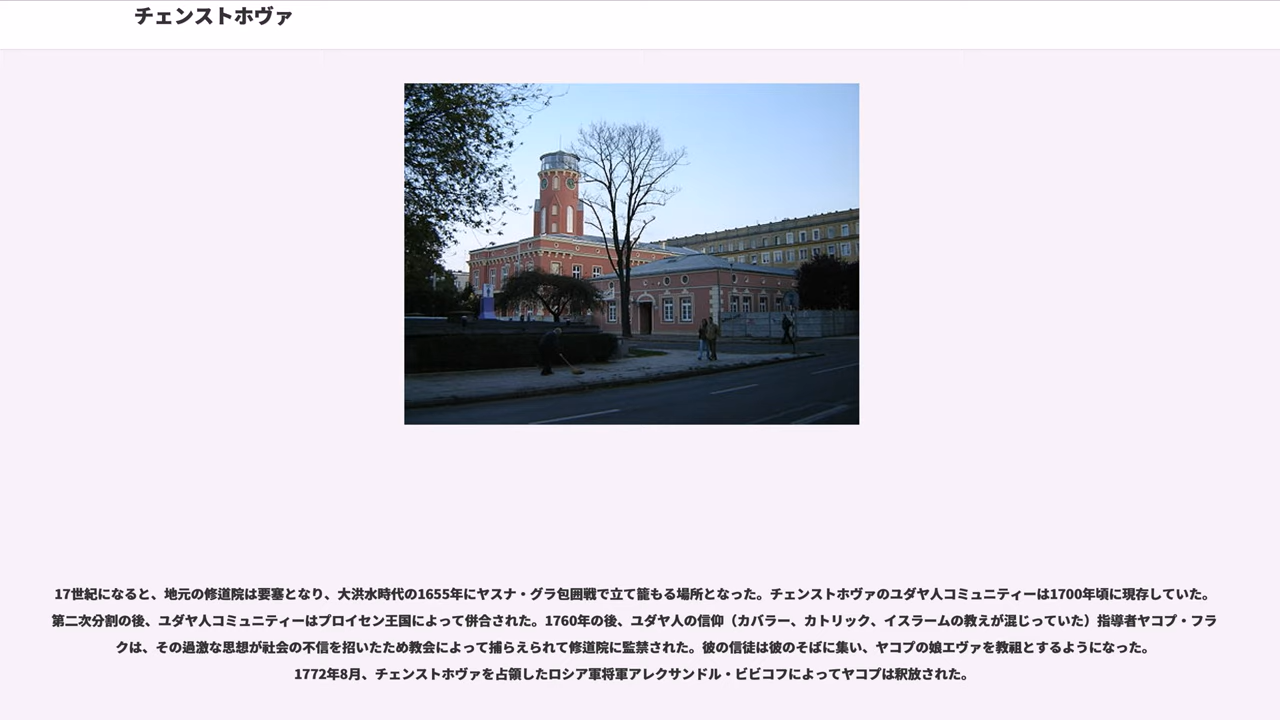 チェンストホヴァ
17世紀になると、地元の修道院は要塞となり、大洪水時代の1655年にヤスナ・グラ包囲戦で立て籠もる場所となった。チェンストホヴァのユダヤ人コミュニティーは1700年頃に現存していた。
第二次分割の後、ユダヤ人コミュニティーはプロイセン王国によって併合された。1760年の後、ユダヤ人の信仰（カバラー、カトリック、イスラームの教えが混じっていた）指導者ヤコプ・フラ
クは、その過激な思想が社会の不信を招いたため教会によって捕らえられて修道院に監禁された。彼の信徒は彼のそばに集い、ヤコプの娘エヴァを教祖とするようになった。
1772年8月、チェンストホヴァを占領したロシア軍将軍アレクサンドル・ビビコフによってヤコプは釈放された。